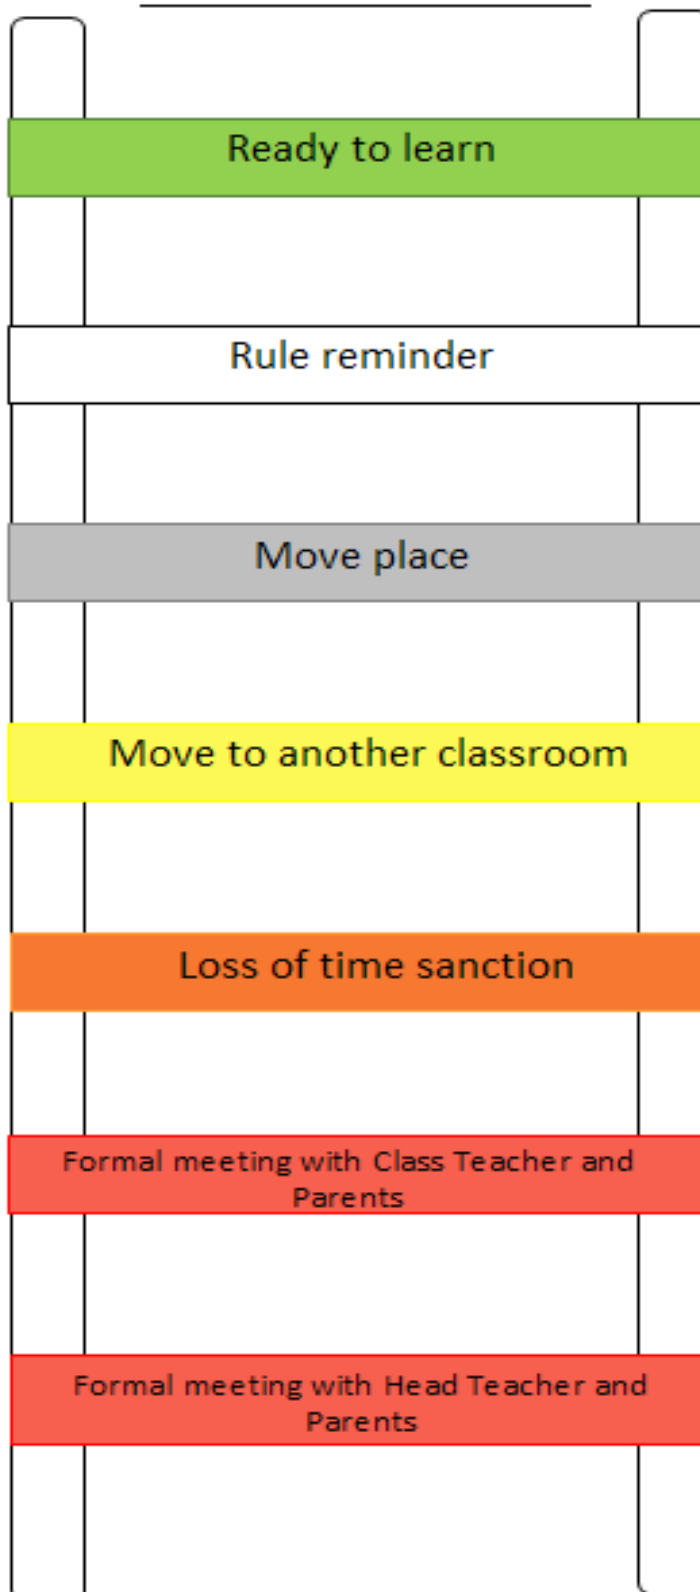 Ready to learn
Rule reminder
Move place
Move to another classroom
Loss of time sanction
Formal meeting with Class Teacher and
Parents
Formal meeting with Head Teacher and
Parents